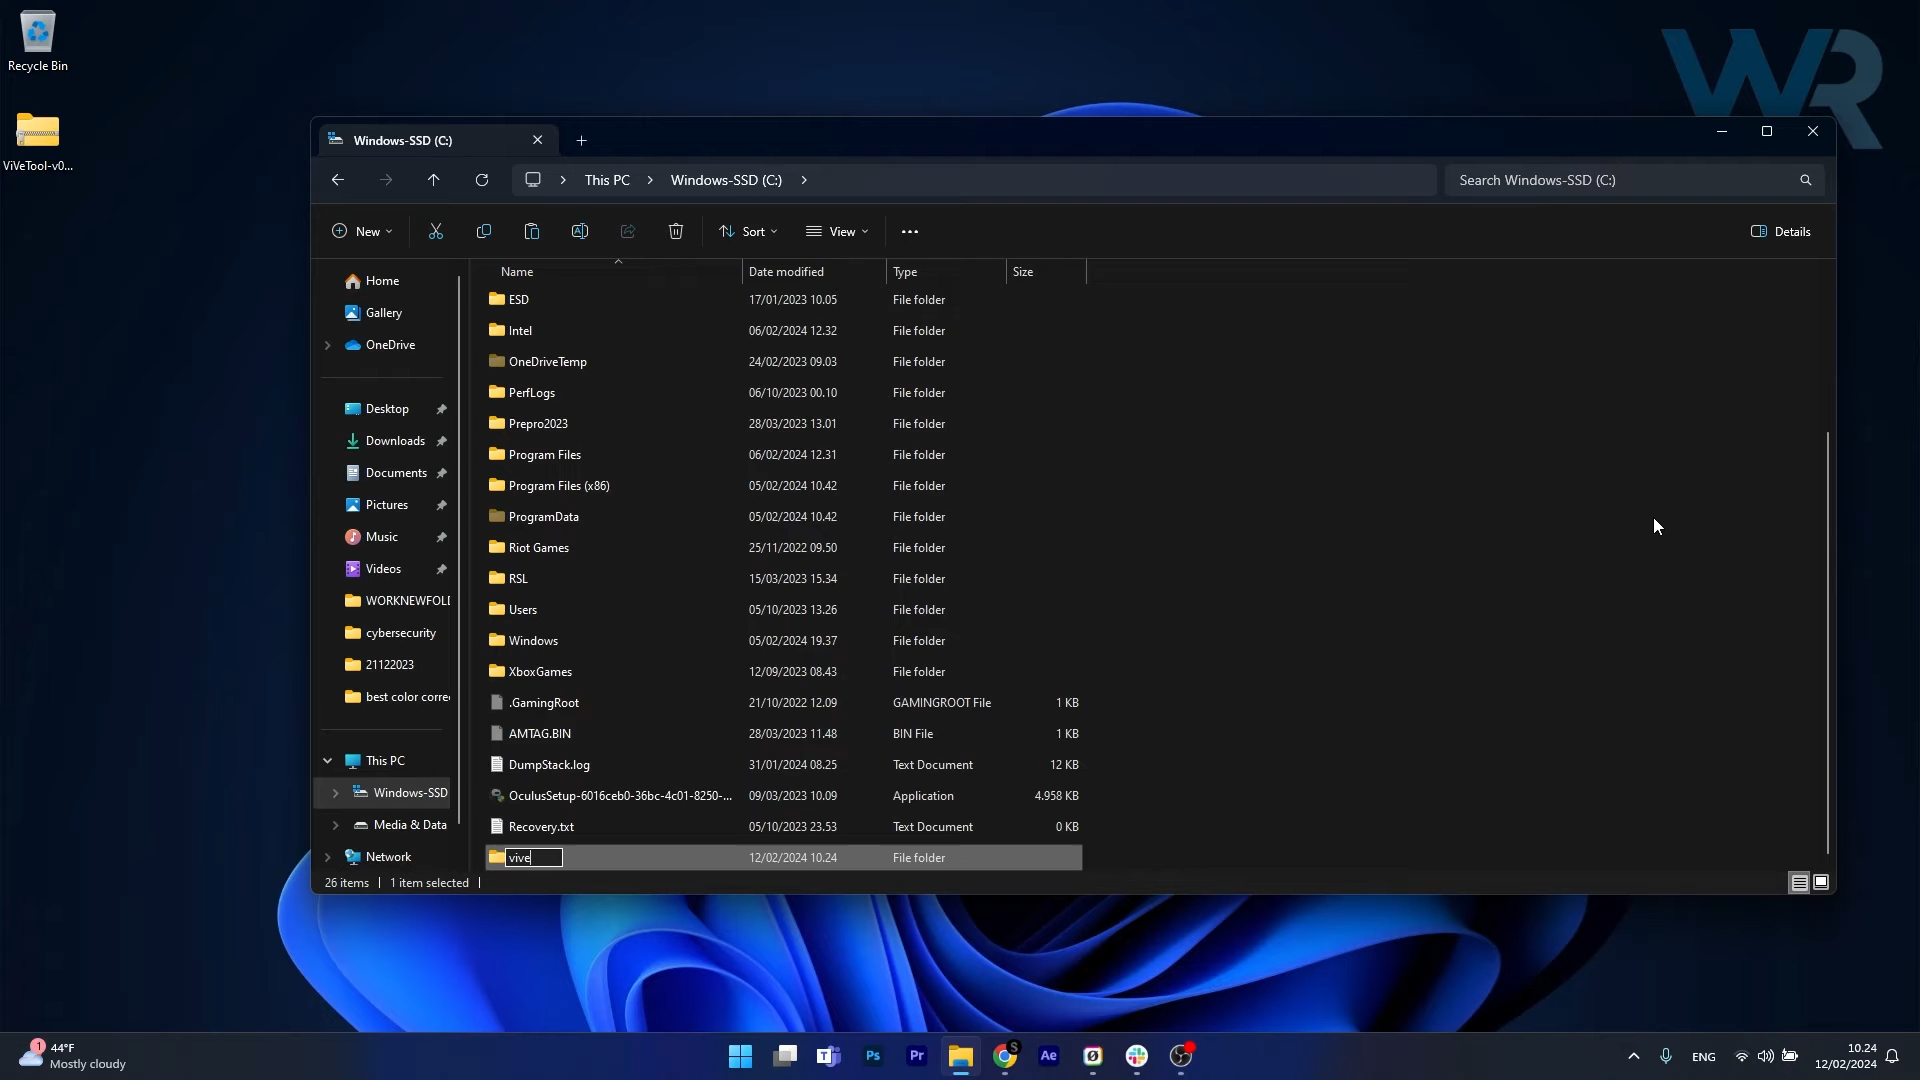 WR
Recycle Bin
ViVeTool-v0...
Windows-SSD (C:)
This PC
Windows-SSD (C:)
Search Windows-SSD (C:)
New
Sort
View
Details
Name
Date modified
Type
Size
Home
Gallery
OneDrive
Desktop
Downloads
Documents
Pictures
Music
Videos
WORKNEWFOLD
cybersecurity
21122023
best color corre
This PC
Windows-SSD
Media & Data
Network
ESD 17/01/2023 10.05 File folder
Intel 06/02/2024 12.32 File folder
OneDriveTemp 24/02/2023 09.03 File folder
PerfLogs 06/10/2023 00.10 File folder
Prepro2023 28/03/2023 13.01 File folder
Program Files 06/02/2024 12.31 File folder
Program Files (x86) 05/02/2024 10.42 File folder
ProgramData 05/02/2024 10.42 File folder
Riot Games 25/11/2022 09.50 File folder
RSL 15/03/2023 15.34 File folder
Users 05/10/2023 13.26 File folder
Windows 05/02/2024 19.37 File folder
XboxGames 12/09/2023 08.43 File folder
.GamingRoot 21/10/2022 12.09 GAMINGROOT File 1 KB
AMTAG.BIN 28/03/2023 11.48 BIN File 1 KB
DumpStack.log 31/01/2024 08.25 Text Document 12 KB
OculusSetup-6016ceb0-36bc-4c01-8250-... 09/03/2023 10.09 Application 4.958 KB
Recovery.txt 05/10/2023 23.53 Text Document 0 KB
vive 12/02/2024 10.24 File folder
26 items
1 item selected
1
44°F
Mostly cloudy
T
Ps
Pr
S
Ae
ENG
10.24
12/02/2024